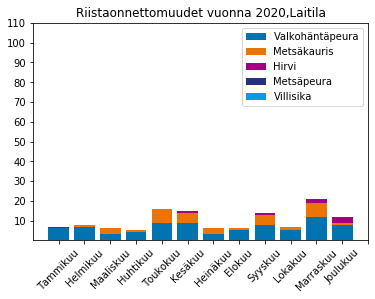 Riistaonnettomuudet vuonna 2020,Laitila
110
100
90
80
70
60
50
40
30
20
10
Valkohäntäpeura
Metsäkauris
Hirvi
Metsäpeura
Villisika
Tammikuu
Helmikuu
Maaliskuu
Huhtikuu
Toukokuu
Kesäkuu
Heinäkuu
Elokuu
Syyskuu
Lokakuu
Marraskuu
Joulukuu